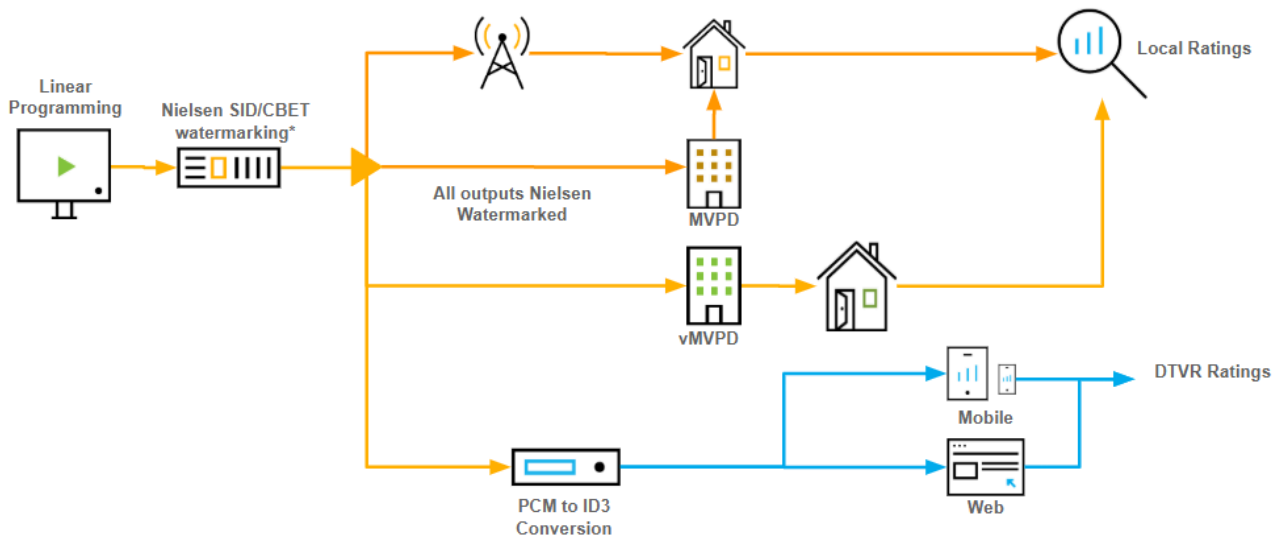 Linear
Programming
Nielsen SID/CBET
watermarking*
Local Ratings
All outputs Nielsen
Watermarked
MVPD
vMVPD
DTVR Ratings
Mobile
PCM to ID3
Conversion
Web